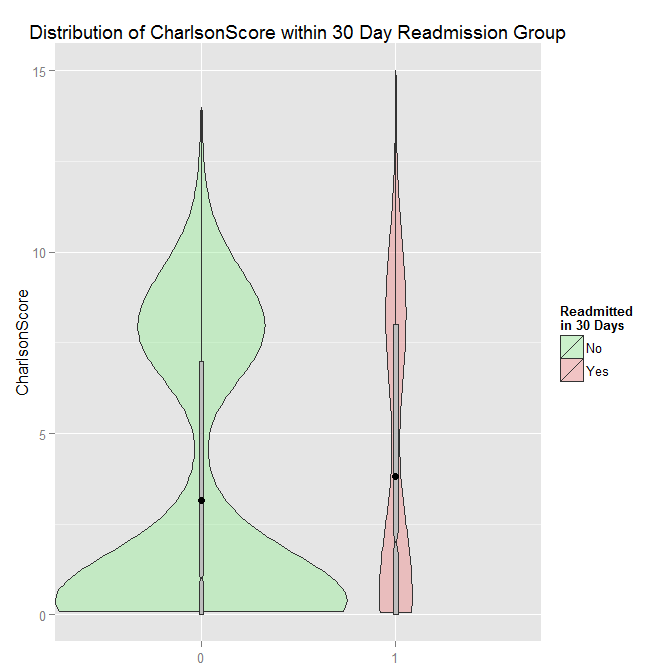 Distribution of CharlsonScore within 30 Day Readmission Group
15
10
5
0
CharlsonScore
0
1
Readmitted
in 30 Days
No
Yes